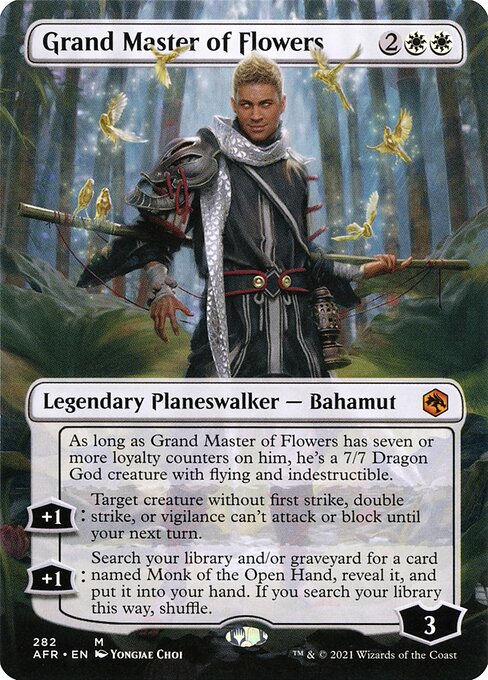 Grand Master of Flowers 2
Legendary Planeswalker — Bahamut
As long as Grand Master of Flowers has seven or
more loyalty counters on him, he's a 7/7 Dragon
God creature with flying and indestructible.
+1 : Target creature without first strike, double
strike, or vigilance can't attack or block until
your next turn.
+1 : Search your library and/or graveyard for a card
named Monk of the Open Hand, reveal it, and
put it into your hand. If you search your library
this way, shuffle.
3
282 M
AFR • EN Yongjae Choi ™ & © 2021 Wizards of the Coast